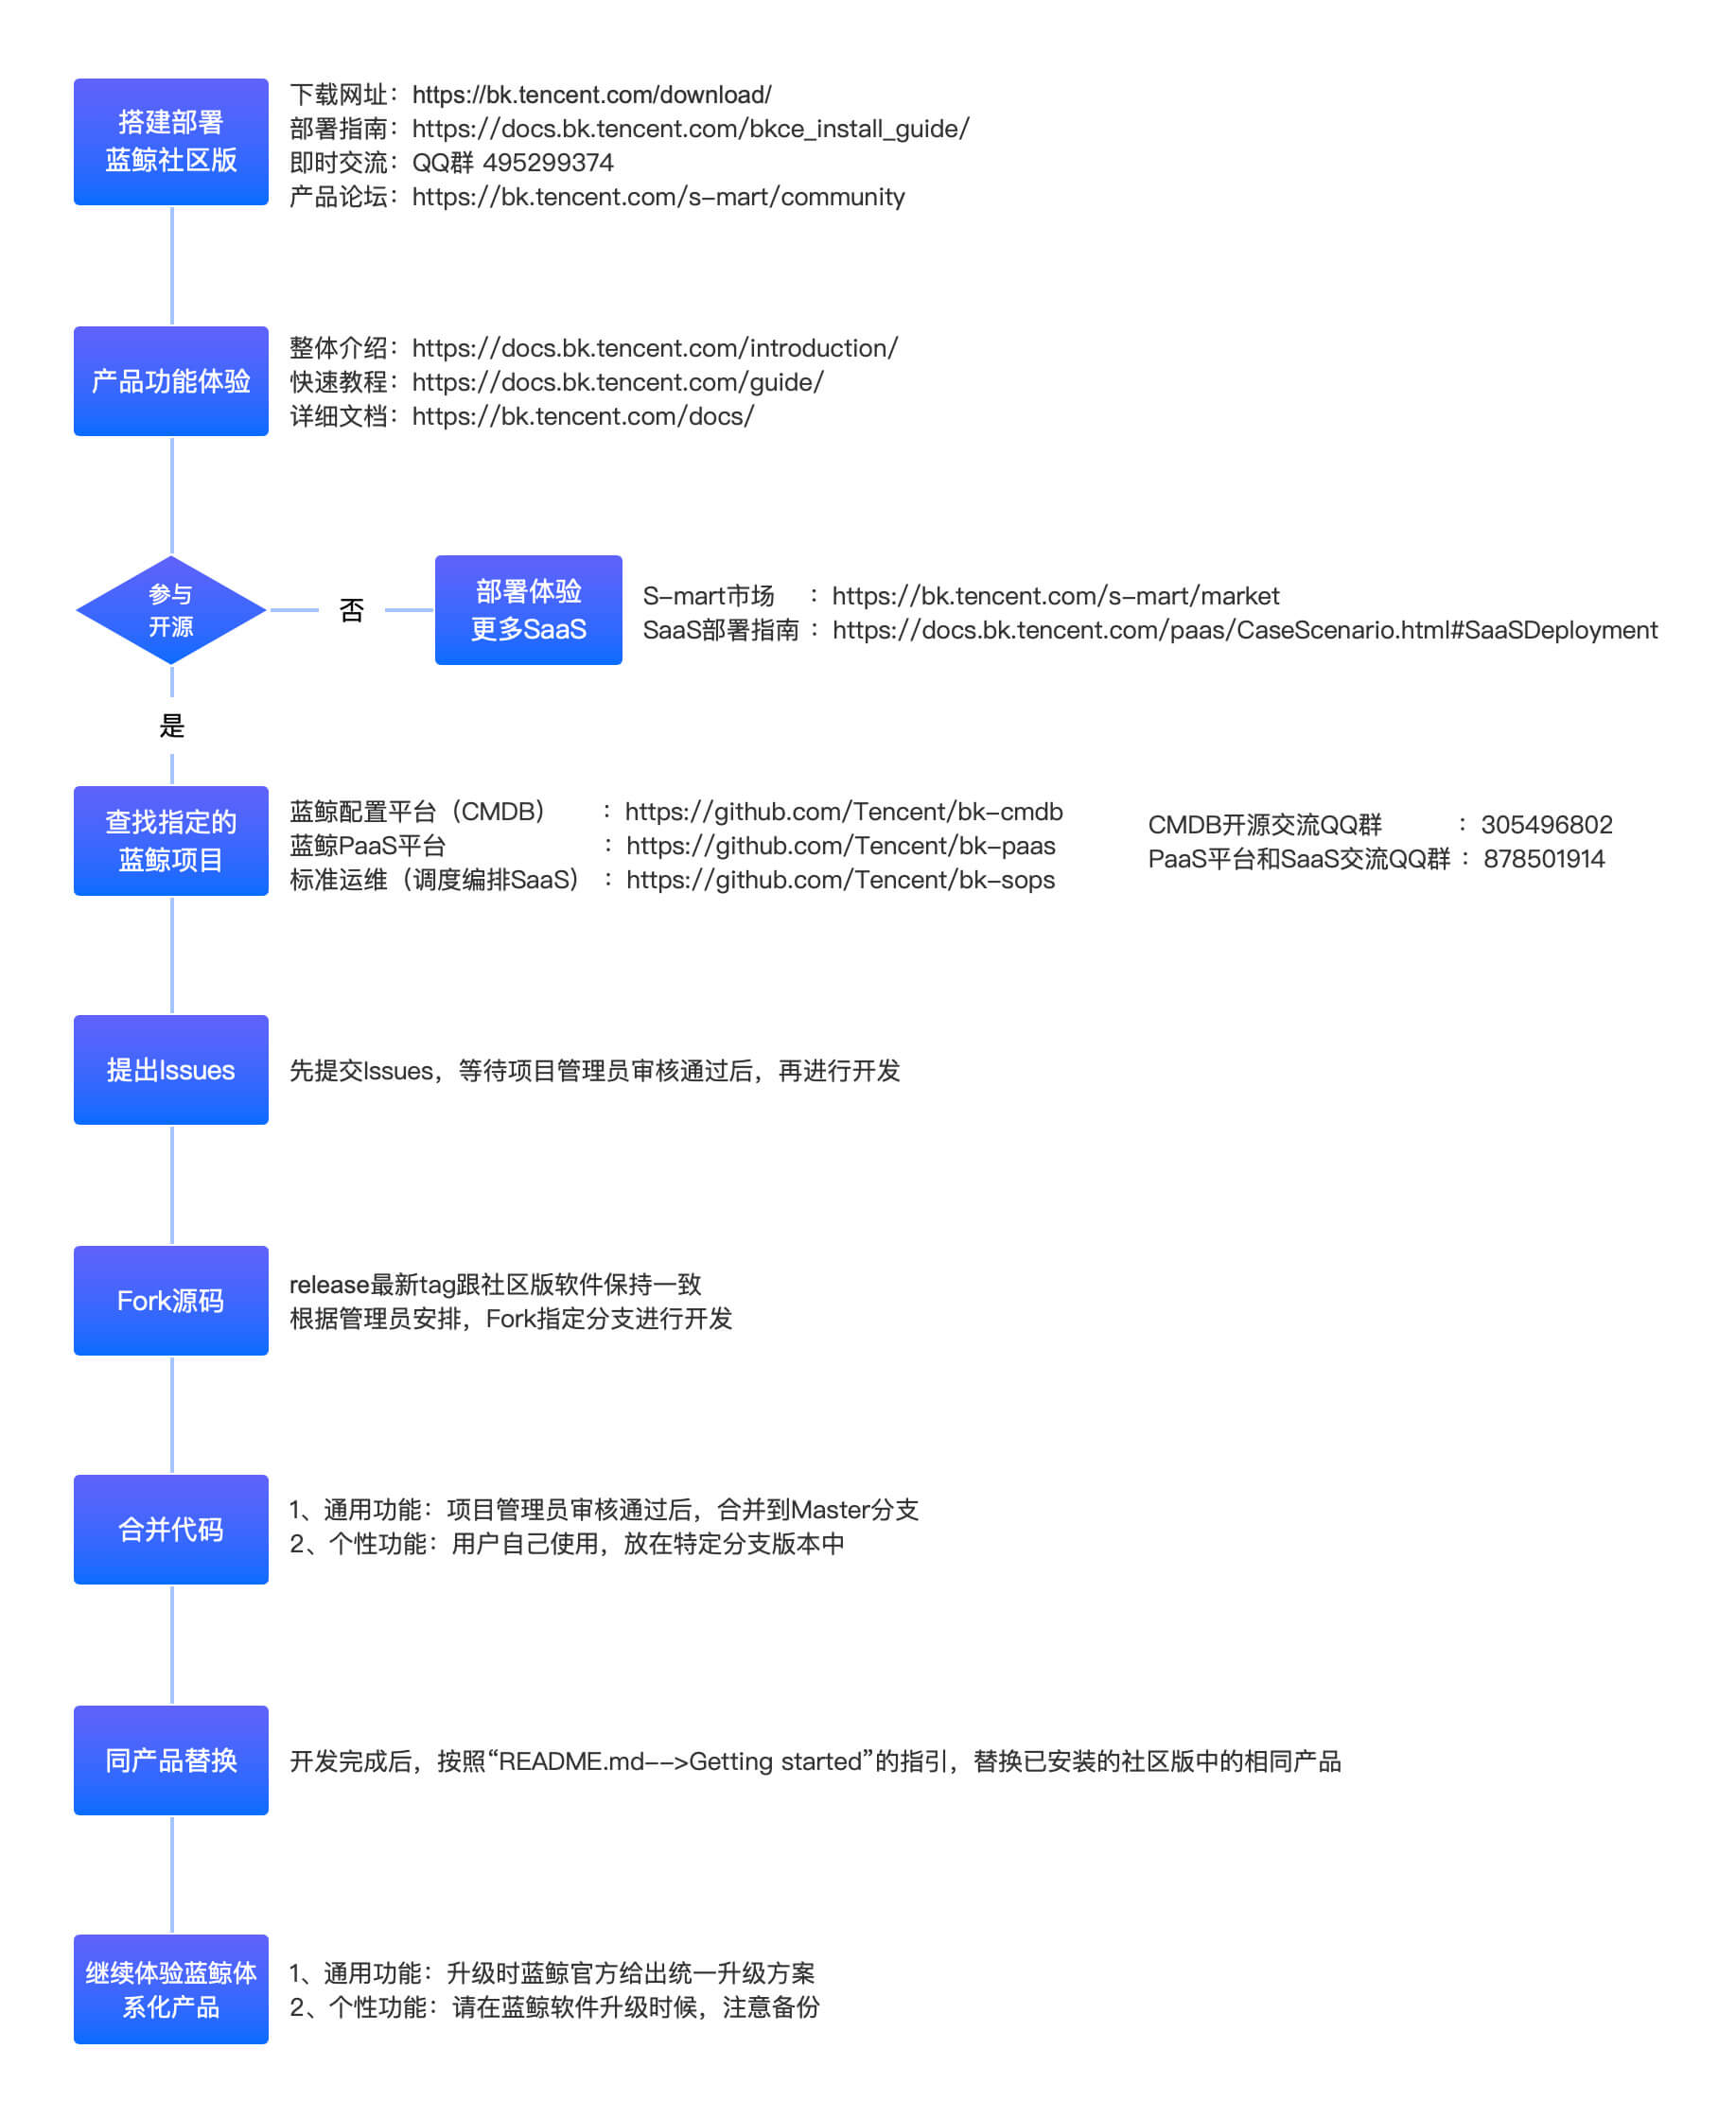 搭建部署
蓝鲸社区版
下载网址：https://bk.tencent.com/download/
部署指南：https://docs.bk.tencent.com/bkce_install_guide/
即时交流：QQ群 495299374
产品论坛：https://bk.tencent.com/s-mart/community
产品功能体验
整体介绍：https://docs.bk.tencent.com/introduction/
快速教程：https://docs.bk.tencent.com/guide/
详细文档：https://bk.tencent.com/docs/
参与
开源
否
部署体验
更多SaaS
S-mart市场 ：https://bk.tencent.com/s-mart/market
SaaS部署指南：https://docs.bk.tencent.com/paas/CaseScenario.html#SaaSDeployment
是
查找指定的
蓝鲸项目
蓝鲸配置平台（CMDB） ：https://github.com/Tencent/bk-cmdb
蓝鲸PaaS平台 ：https://github.com/Tencent/bk-paas
标准运维（调度编排SaaS）：https://github.com/Tencent/bk-sops
CMDB开源交流QQ群 ：305496802
PaaS平台和SaaS交流QQ群：878501914
提出Issues
先提交Issues，等待项目管理员审核通过后，再进行开发
Fork源码
release最新tag跟社区版软件保持一致
根据管理员安排，Fork指定分支进行开发
合并代码
1、通用功能：项目管理员审核通过后，合并到Master分支
2、个性功能：用户自己使用，放在特定分支版本中
同产品替换
开发完成后，按照“README.md-->Getting started”的指引，替换已安装的社区版中的相同产品
继续体验蓝鲸体
系化产品
1、通用功能：升级时蓝鲸官方给出统一升级方案
2、个性功能：请在蓝鲸软件升级时候，注意备份